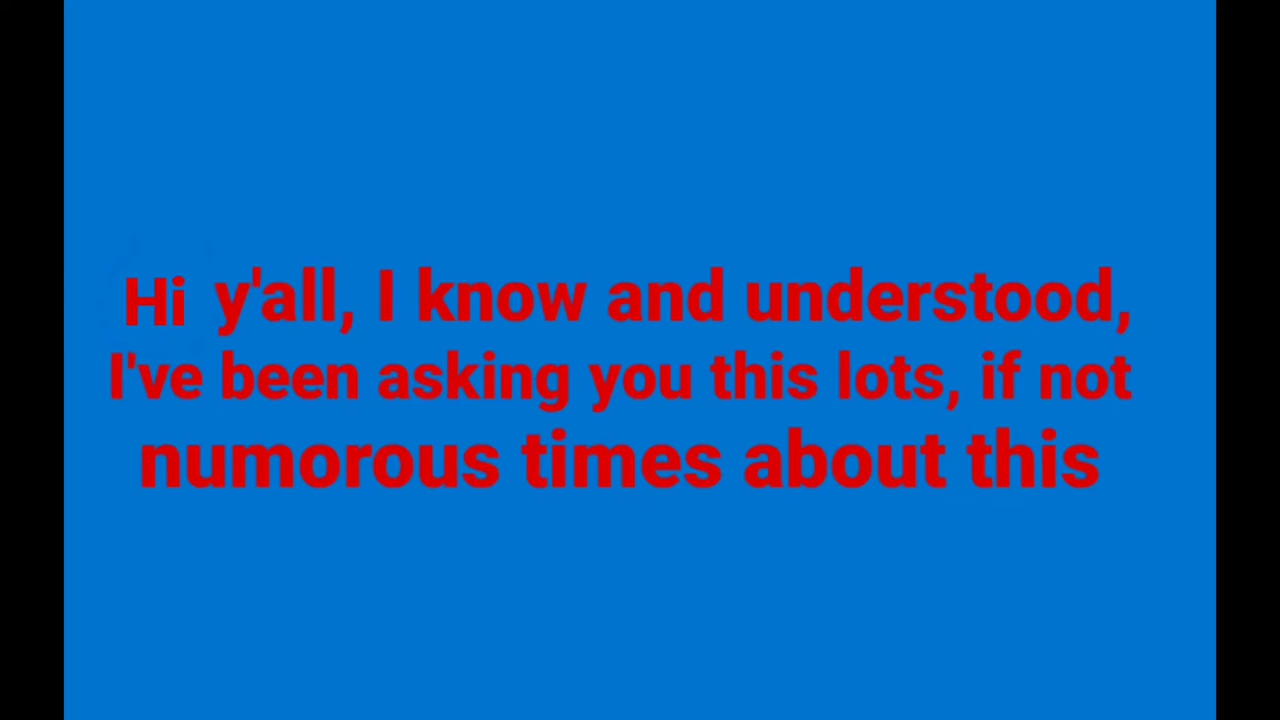 Hi y'all, I know and understood,
I've been asking you this lots, if not
numorous times about this